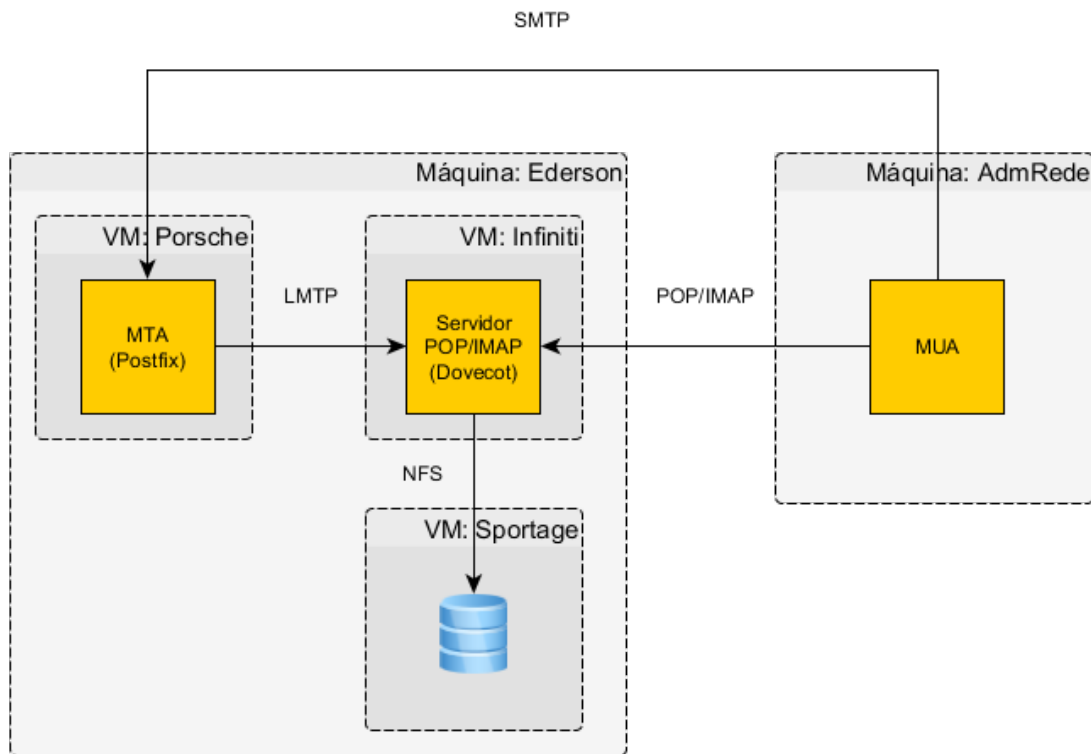 SMTP
Máquina: Ederson
Máquina: AdmRede
VM: Porsche
VM: Infiniti
MTA
(Postfix)
LMTP
Servidor
POP/IMAP
(Dovecot)
POP/IMAP
MUA
NFS
VM: Sportage